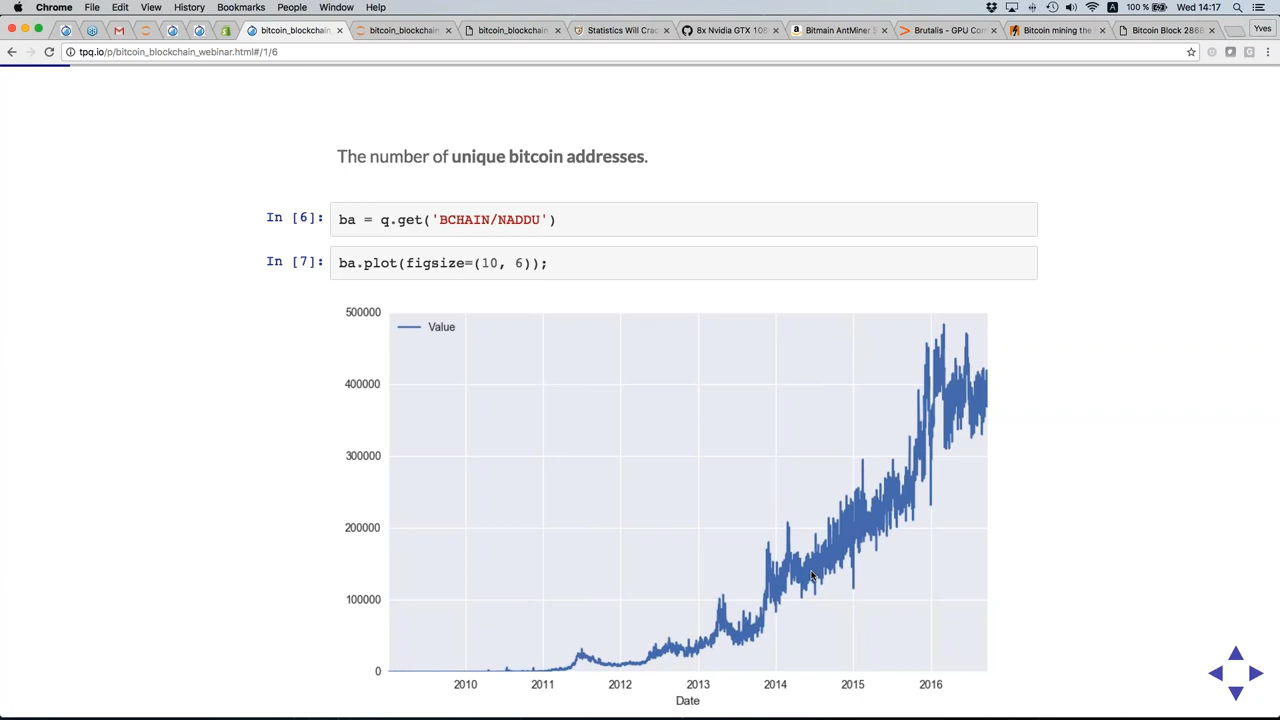 Chrome File Edit View History Bookmarks People Window Help 100 % Wed 14:17
bitcoin_blockchain bitcoin_blockchain bitcoin_blockchain Statistics Will Crac 8x Nvidia GTX 108 Bitmain AntMiner S Brutalis - GPU Com Bitcoin mining the Bitcoin Block 2868 Yves
tpq.io/p/bitcoin_blockchain_webinar.html#/1/6
The number of unique bitcoin addresses.
In [6]: ba = q.get('BCHAIN/NADDU')
In [7]: ba.plot(figsize=(10, 6));
500000
Value
400000
300000
200000
100000
0
2010 2011 2012 2013 2014 2015 2016
Date